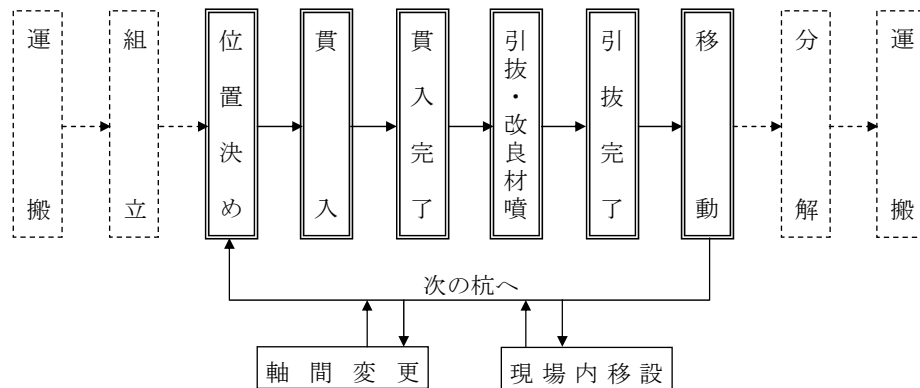 運搬
組立
位置決め
貫入
貫入完了
引抜・改良材噴
引抜完了
移動
分解
運搬
次の杭へ
軸間変更
現場内移設